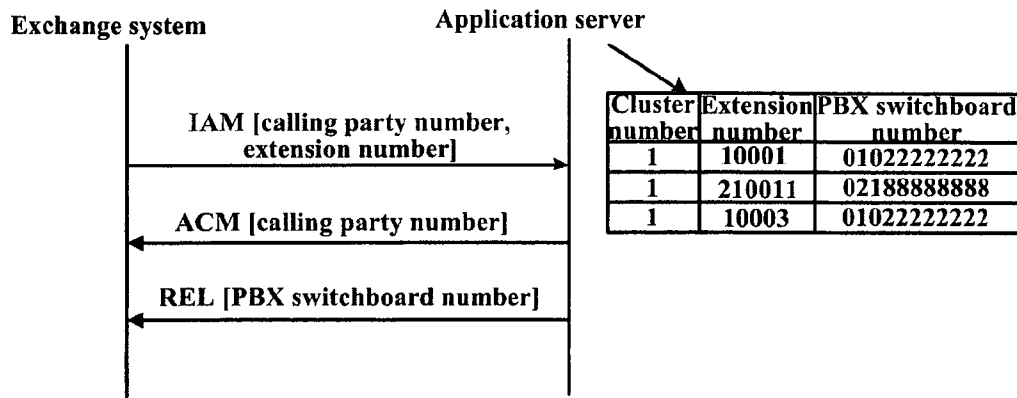 Exchange system
Application server
IAM [calling party number,
extension number]
ACM [calling party number]
REL [PBX switchboard number]
Cluster number Extension number PBX switchboard number
1 10001 01022222222
1 210011 02188888888
1 10003 01022222222